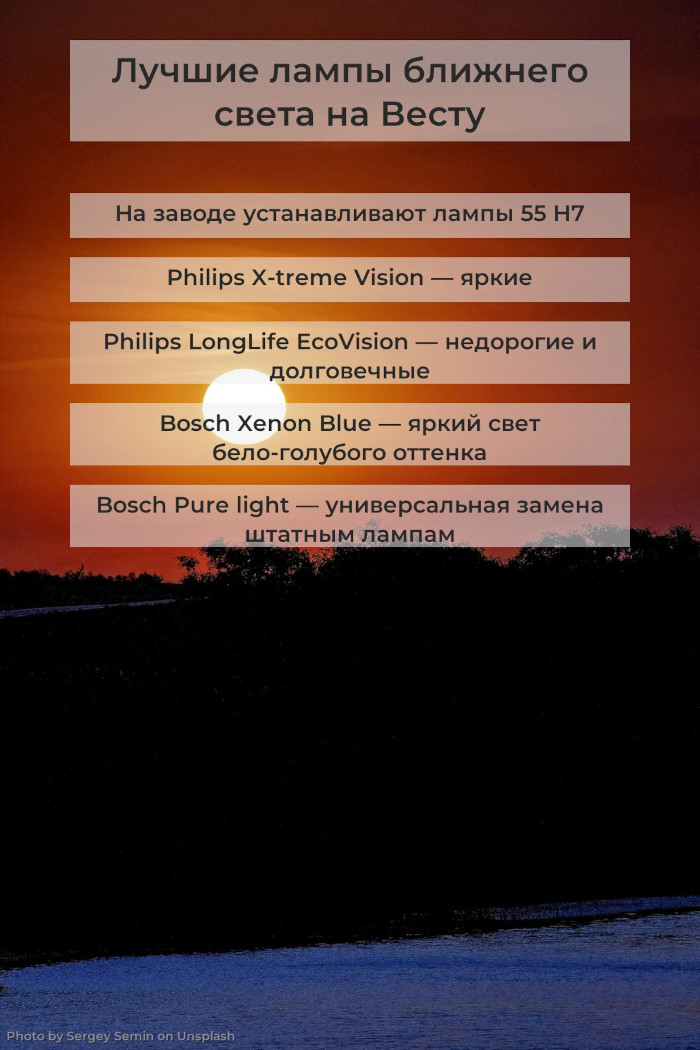 Лучшие лампы ближнего
света на Весту
На заводе устанавливают лампы 55 H7
Philips X-treme Vision — яркие
Philips LongLife EcoVision — недорогие и
долговечные
Bosch Xenon Blue — яркий свет
бело-голубого оттенка
Bosch Pure light — универсальная замена
штатным лампам
Photo by Sergey Semin on Unsplash